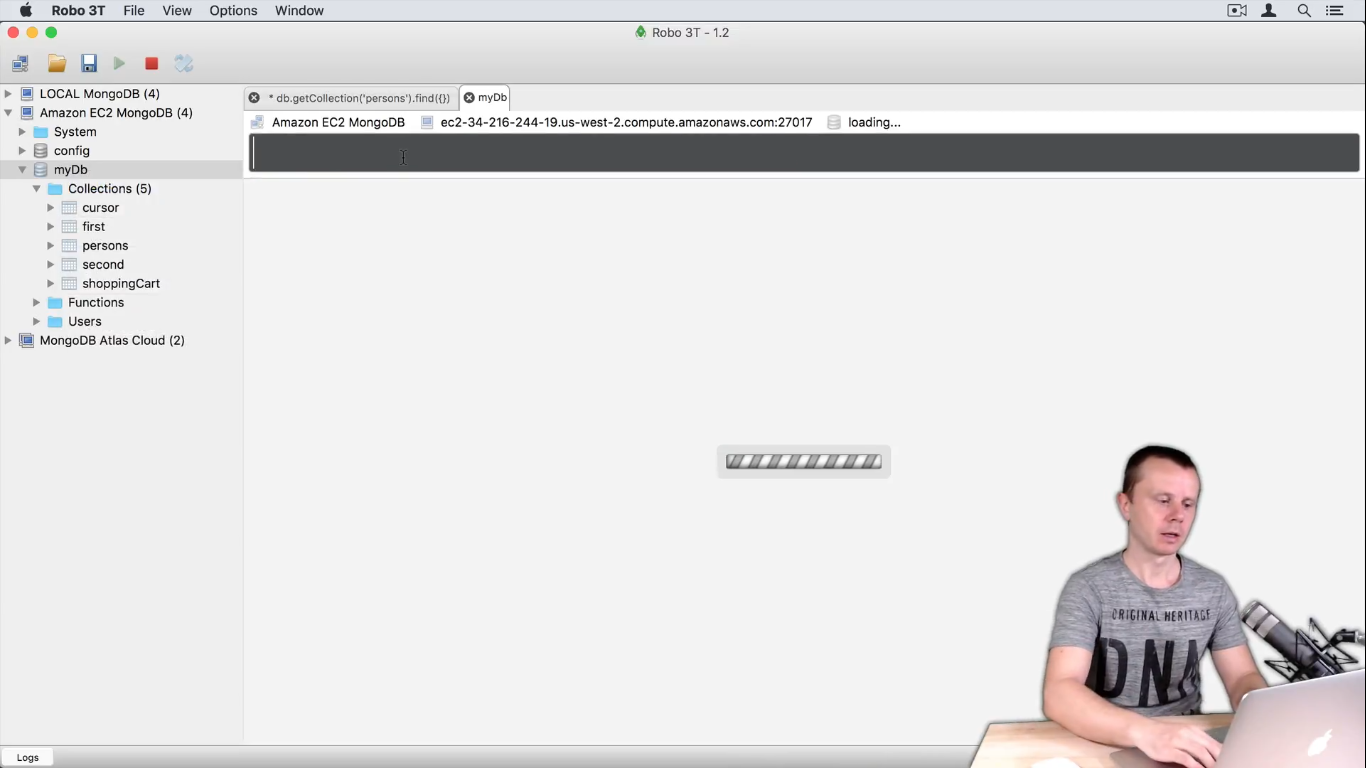 Robo 3T File View Options Window
Robo 3T - 1.2
LOCAL MongoDB (4)
Amazon EC2 MongoDB (4)
System
config
myDb
Collections (5)
cursor
first
persons
second
shoppingCart
Functions
Users
MongoDB Atlas Cloud (2)
* db.getCollection('persons').find({})
myDb
Amazon EC2 MongoDB ec2-34-216-244-19.us-west-2.compute.amazonaws.com:27017 loading...
ORIGINAL HERITAGE
DNA
Logs